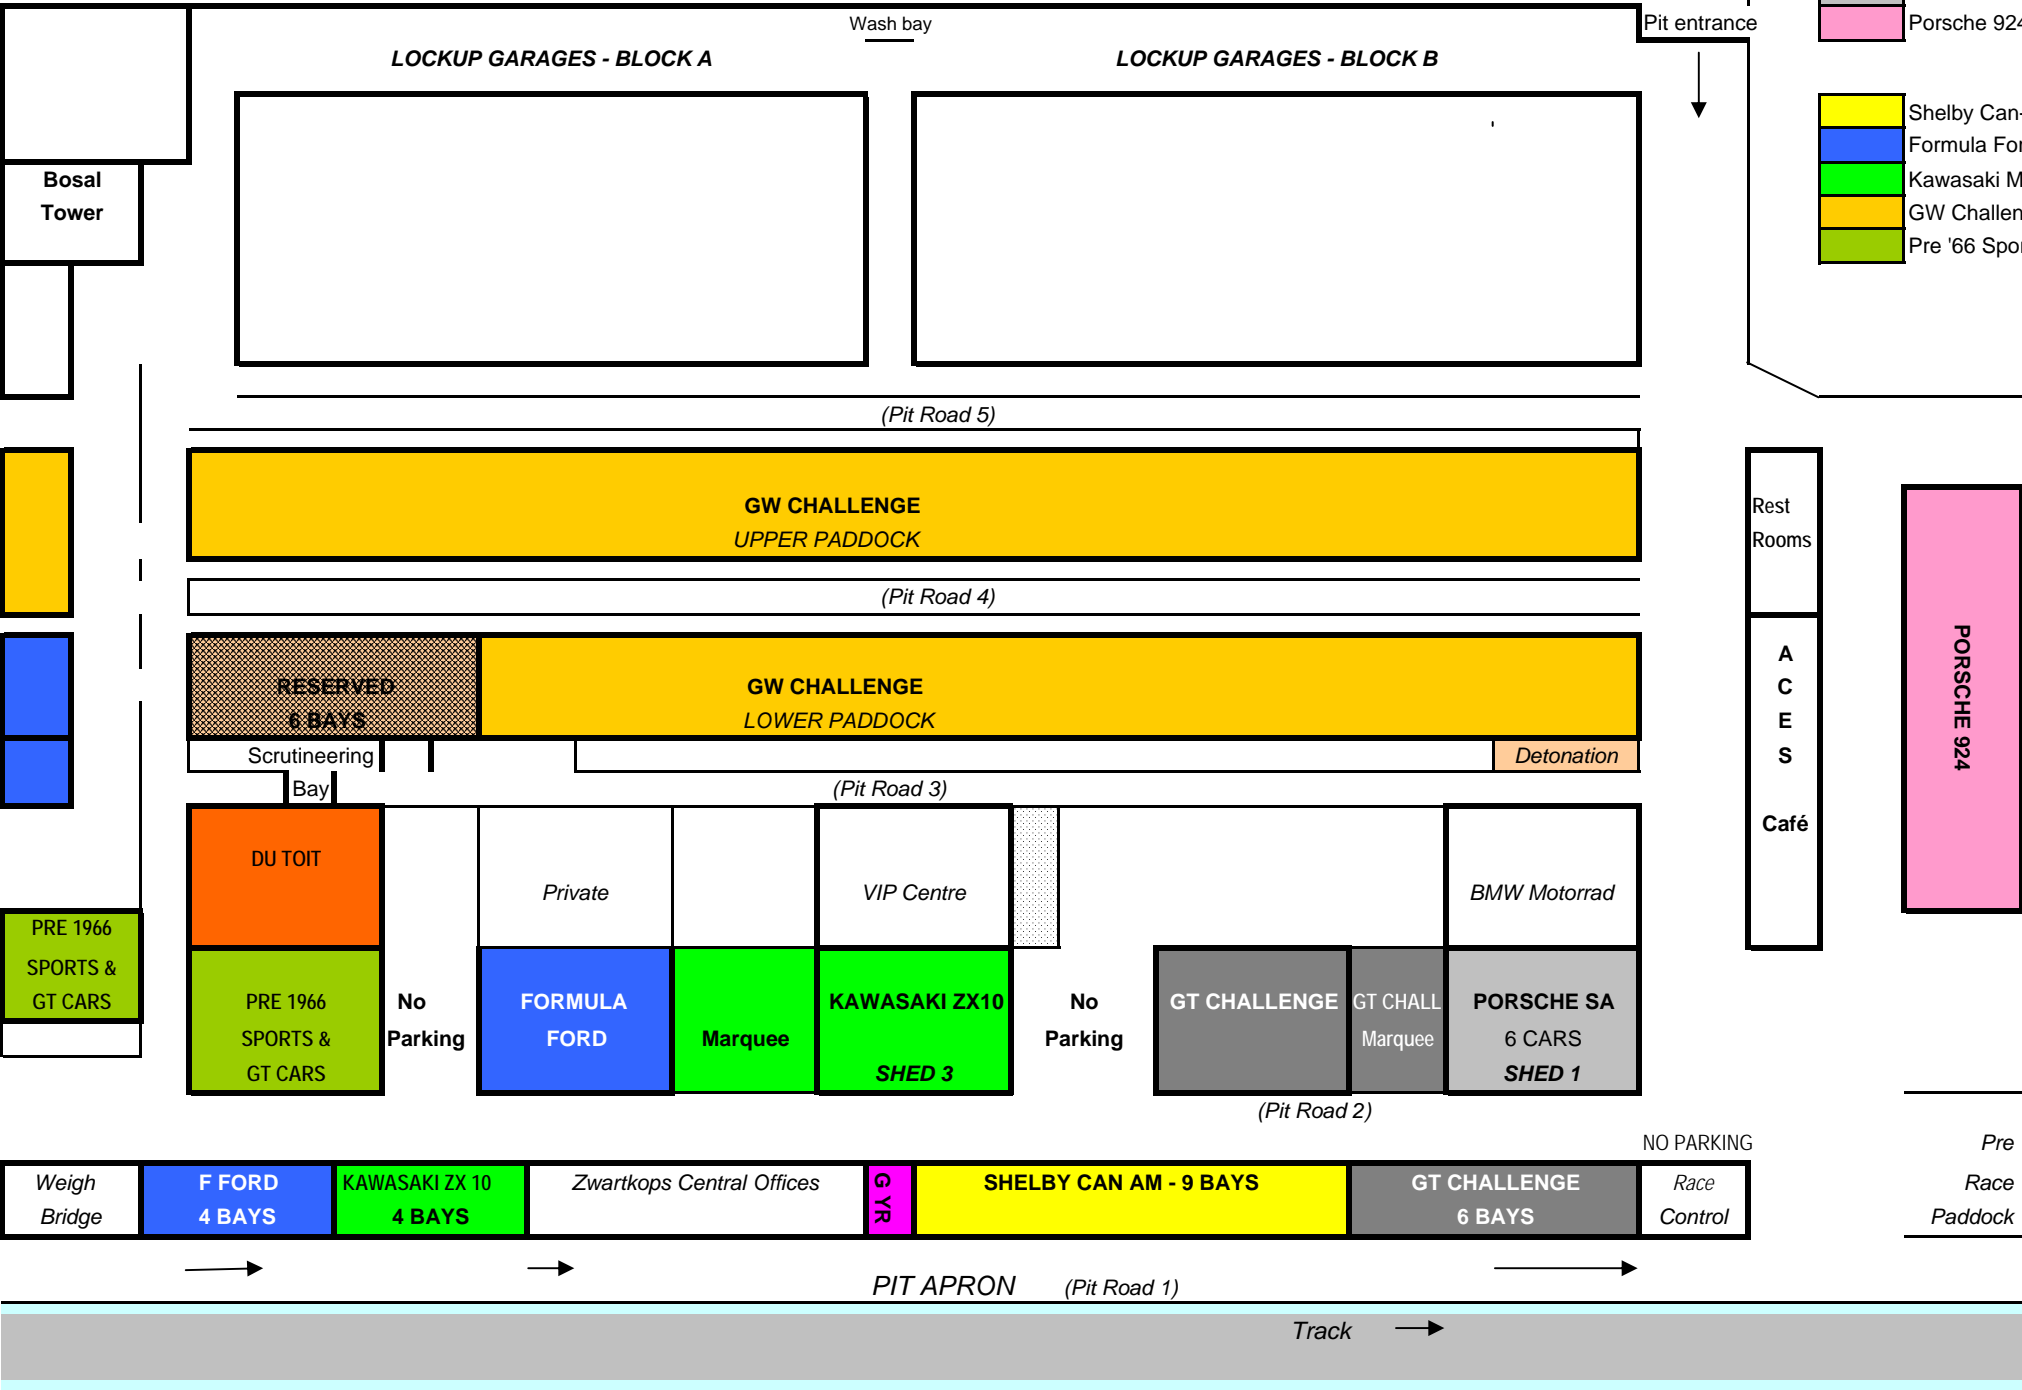 Wash bay
Pit entrance
Porsche 924
LOCKUP GARAGES - BLOCK A
LOCKUP GARAGES - BLOCK B
Shelby Can-
Formula For
Kawasaki M
GW Challen
Pre '66 Spor
Bosal
Tower
(Pit Road 5)
GW CHALLENGE
UPPER PADDOCK
Rest
Rooms
(Pit Road 4)
RESERVED
6 BAYS
GW CHALLENGE
LOWER PADDOCK
A
C
E
S
Café
PORSCHE 924
Scrutineering
Bay
Detonation
(Pit Road 3)
DU TOIT
Private
VIP Centre
BMW Motorrad
PRE 1966
SPORTS &
GT CARS
PRE 1966
SPORTS &
GT CARS
No
Parking
FORMULA
FORD
Marquee
KAWASAKI ZX10
SHED 3
No
Parking
GT CHALLENGE
GT CHALL
Marquee
PORSCHE SA
6 CARS
SHED 1
(Pit Road 2)
NO PARKING
Pre
Race
Paddock
Weigh
Bridge
F FORD
4 BAYS
KAWASAKI ZX 10
4 BAYS
Zwartkops Central Offices
G YR
SHELBY CAN AM - 9 BAYS
GT CHALLENGE
6 BAYS
Race
Control
PIT APRON (Pit Road 1)
Track